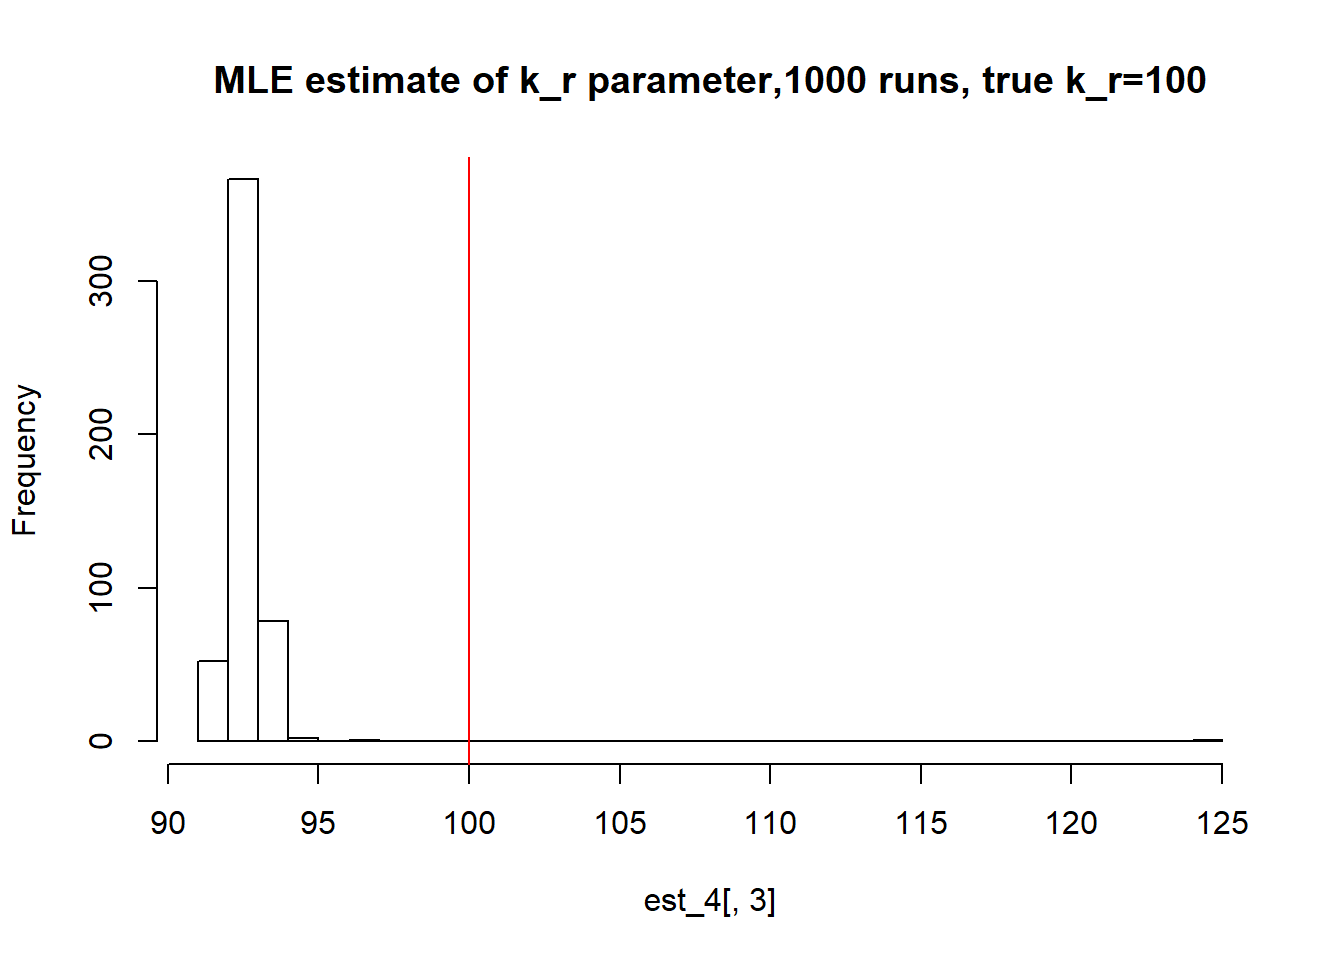 MLE estimate of k_r parameter,1000 runs, true k_r=100
Frequency
300
200
100
0
90 95 100 105 110 115 120 125
est_4[, 3]